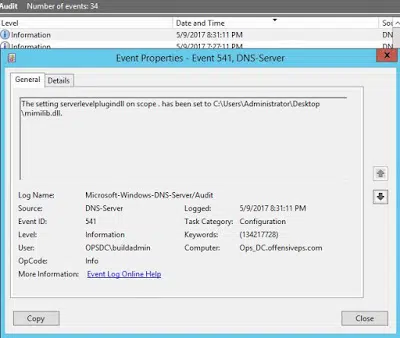 Audit Number of events: 34
Level Date and Time Sou
Information 5/9/2017 8:31:11 PM DN
Information 5/9/2017 7:27:11 PM DN
Event Properties - Event 541, DNS-Server
x
General Details
The setting serverlevelplugindll on scope . has been set to C:\Users\Administrator\Desktop
\mimilib.dll.
Log Name: Microsoft-Windows-DNS-Server/Audit
Source: DNS-Server Logged: 5/9/2017 8:31:11 PM
Event ID: 541 Task Category: Configuration
Level: Information Keywords: (134217728)
User: OPSDC\buildadmin Computer: Ops_DC.offensiveps.com
OpCode: Info
More Information: Event Log Online Help
Copy Close